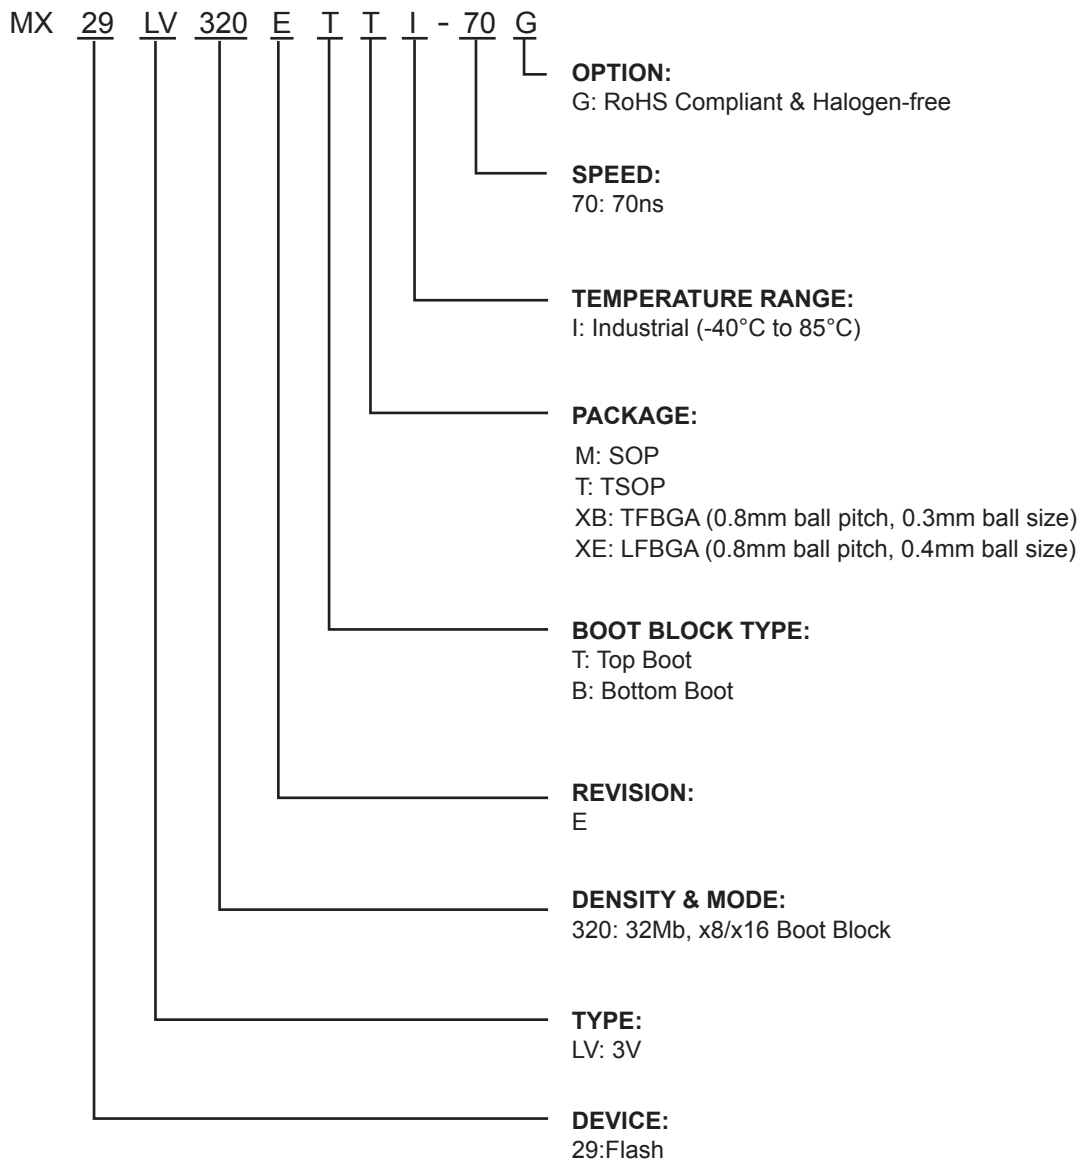 MX 29 LV 320 E T T I - 70 G
OPTION:
G: RoHS Compliant & Halogen-free
SPEED:
70: 70ns
TEMPERATURE RANGE:
I: Industrial (-40°C to 85°C)
PACKAGE:
M: SOP
T: TSOP
XB: TFBGA (0.8mm ball pitch, 0.3mm ball size)
XE: LFBGA (0.8mm ball pitch, 0.4mm ball size)
BOOT BLOCK TYPE:
T: Top Boot
B: Bottom Boot
REVISION:
E
DENSITY & MODE:
320: 32Mb, x8/x16 Boot Block
TYPE:
LV: 3V
DEVICE:
29:Flash